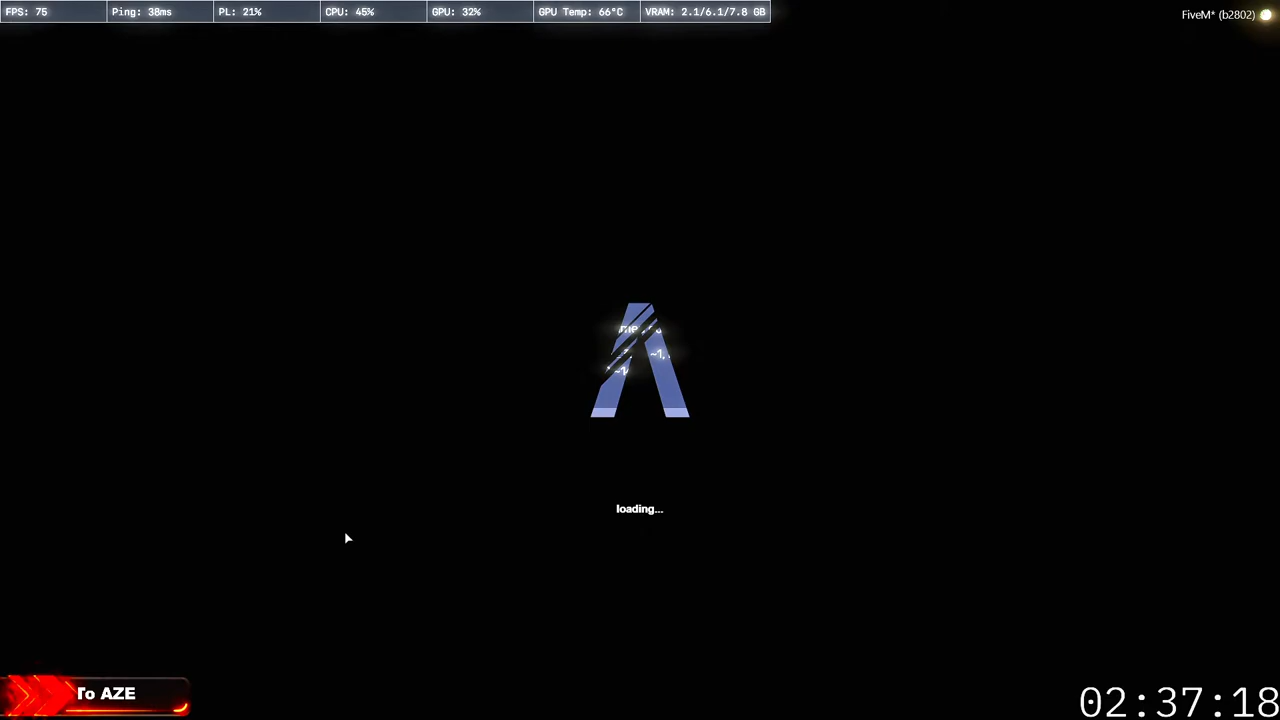 FPS: 75 Ping: 38ms PL: 21% CPU: 45% GPU: 32% GPU Temp: 66°C VRAM: 2.1/6.1/7.8 GB
FiveM* (b2802)
loading...
To AZE
02:37:18